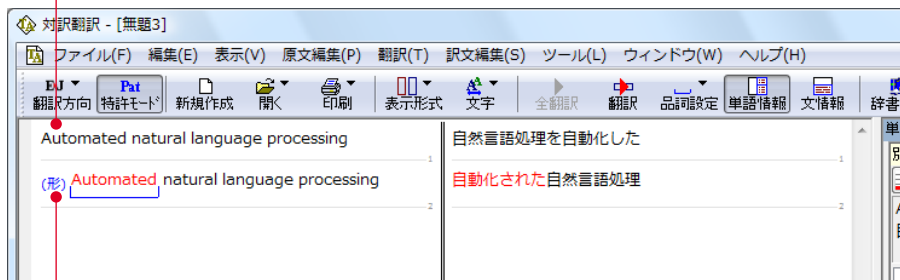 対訳翻訳 - [無題3]
ファイル(F) 編集(E) 表示(V) 原文編集(P) 翻訳(T) 訳文編集(S) ツール(L) ウィンドウ(W) ヘルプ(H)
EJ Pat
翻訳方向 特許モード 新規作成 開く 印刷 表示形式 文字 全翻訳 翻訳 品詞設定 単語情報 文情報 辞書
Automated natural language processing 自然言語処理を自動化した
1 1
(形) Automated natural language processing 自動化された自然言語処理
2 2